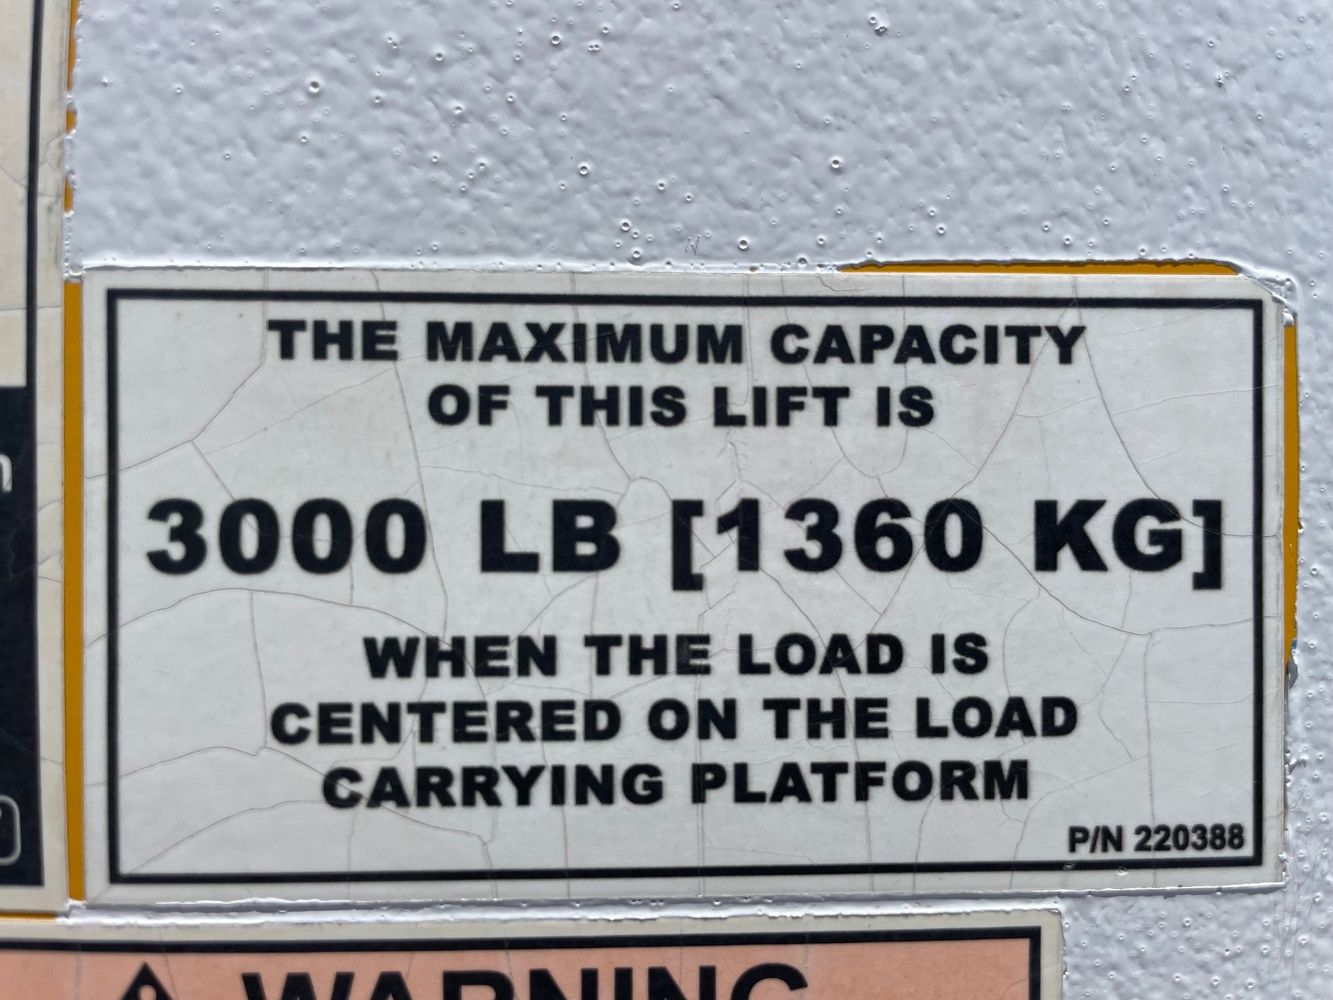 THE MAXIMUM CAPACITY
OF THIS LIFT IS
3000 LB [1360 KG]
WHEN THE LOAD IS
CENTERED ON THE LOAD
CARRYING PLATFORM
P/N 220388
WARNING